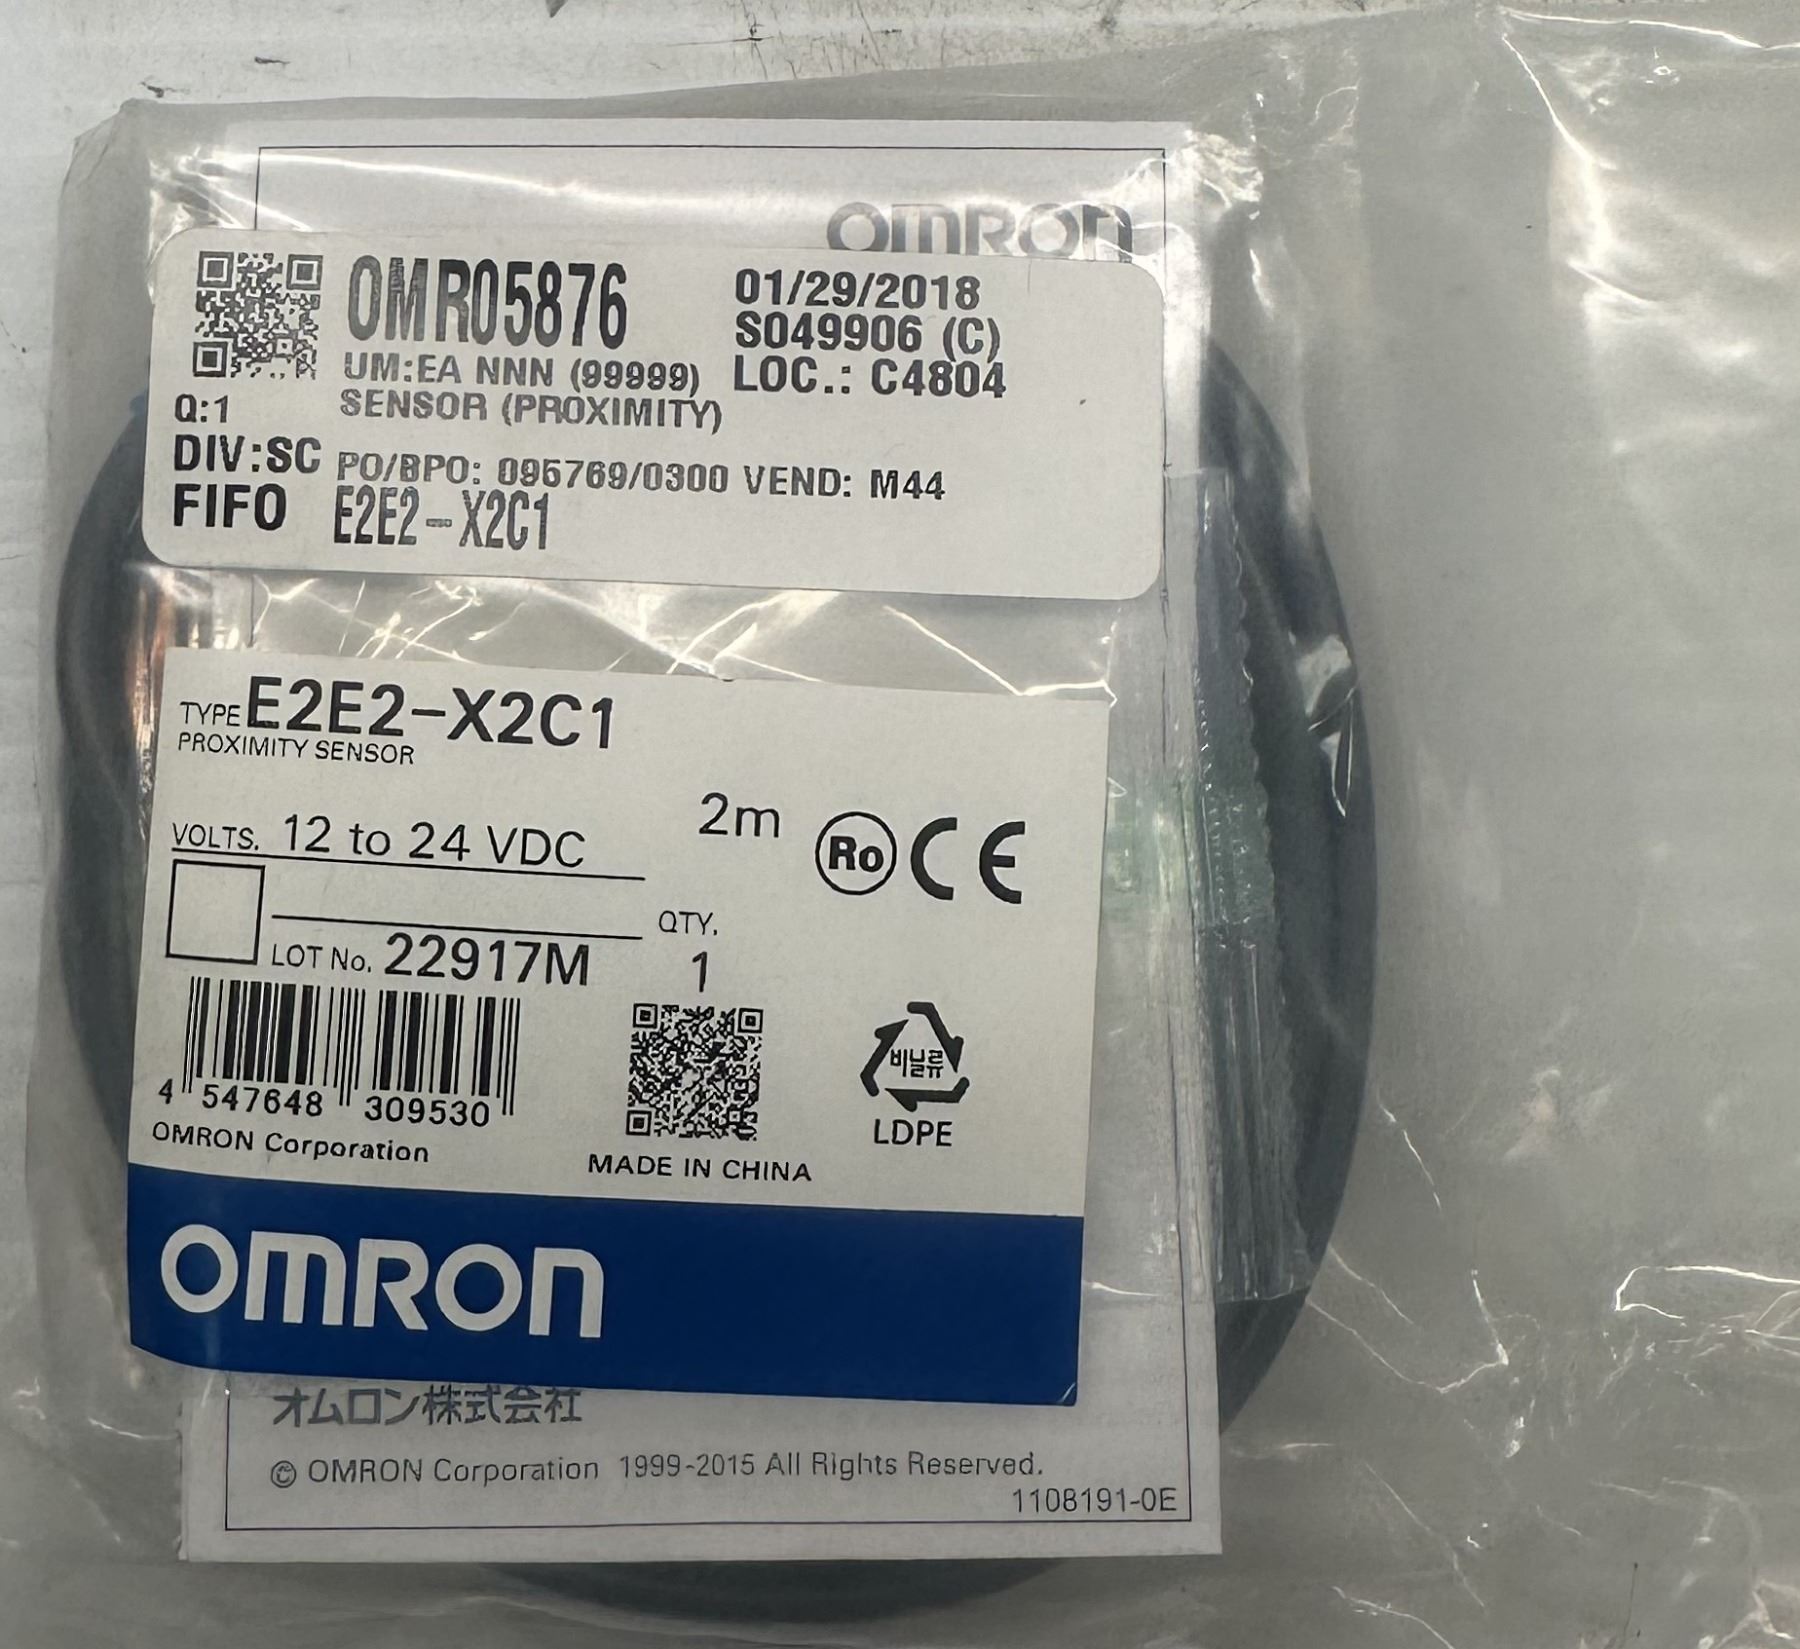 OMRON
OMR05876
01/29/2018
S049906 (C)
UM:EA NNN (99999)
LOC.: C4804
Q:1
SENSOR (PROXIMITY)
DIV:SC
PO/BPO: 095769/0300 VEND: M44
FIFO
E2E2-X2C1
TYPE E2E2-X2C1
PROXIMITY SENSOR
VOLTS. 12 to 24 VDC
2m
Ro CE
QTY.
1
LOT No. 22917M
4 547648 309530
비닐류
LDPE
OMRON Corporation
MADE IN CHINA
OMRON
オムロン株式会社
© OMRON Corporation 1999-2015 All Rights Reserved.
1108191-0E